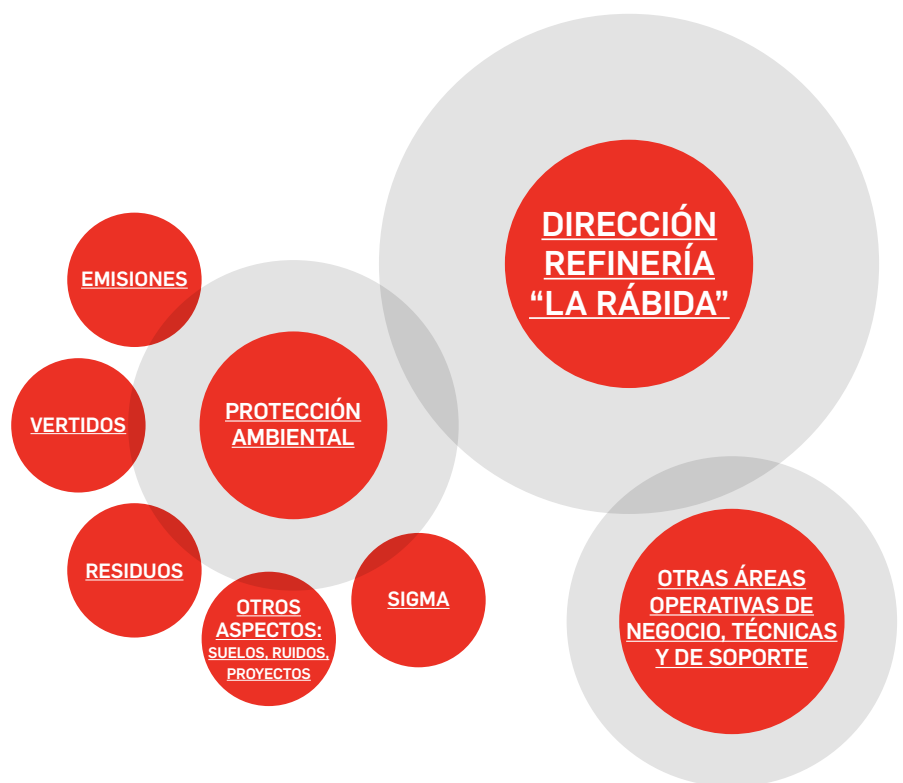 DIRECCIÓN
REFINERÍA
“LA RÁBIDA”
EMISIONES
PROTECCIÓN
AMBIENTAL
VERTIDOS
RESIDUOS
OTROS
ASPECTOS:
SUELOS, RUIDOS,
PROYECTOS
SIGMA
OTRAS ÁREAS
OPERATIVAS DE
NEGOCIO, TÉCNICAS
Y DE SOPORTE